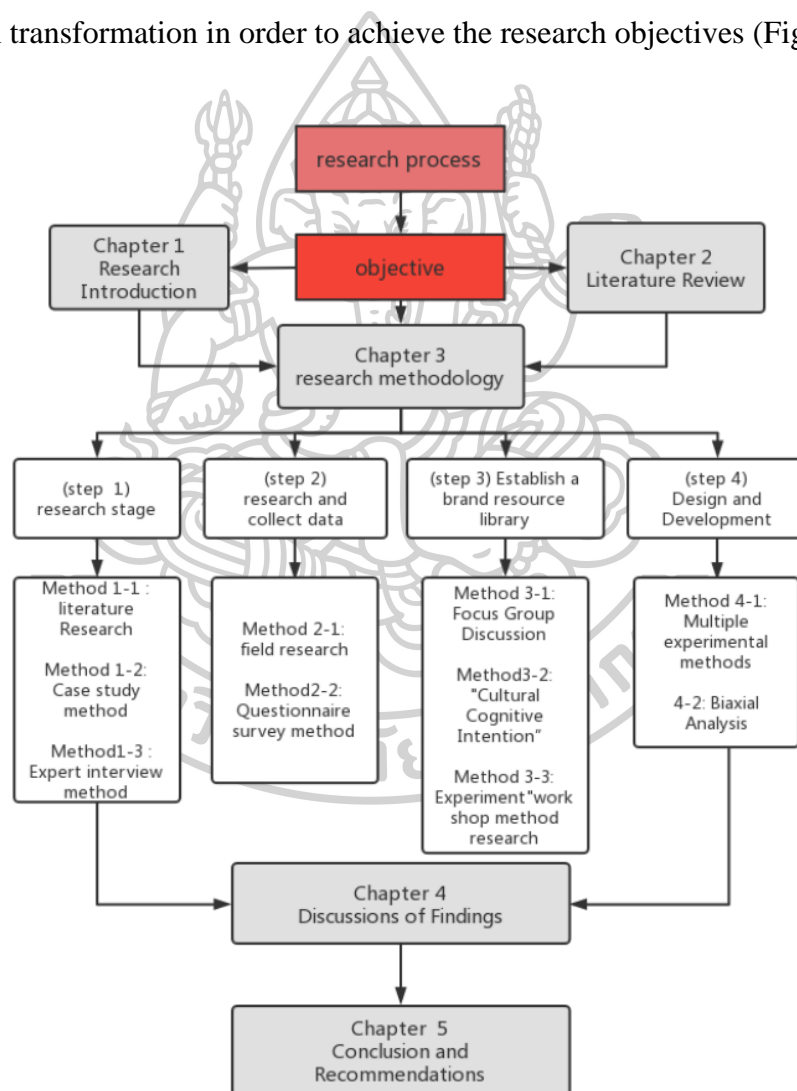 transformation in order to achieve the research objectives (Fig
research process
Chapter 1
Research
Introduction
objective
Chapter 2
Literature Review
Chapter 3
research methodology
(step 1)
research stage
(step 2)
research and
collect data
(step 3) Establish a
brand resource
library
(step 4)
Design and
Development
Method 1-1 :
literature
Research
Method 1-2:
Case study
method
Method1-3 :
Expert interview
method
Method 2-1:
field research
Method2-2:
Questionnaire
survey method
Method 3-1:
Focus Group
Discussion
Method3-2:
"Cultural
Cognitive
Intention”
Method 3-3:
Experiment"work
shop method
research
Method 4-1:
Multiple
experimental
methods
4-2: Biaxial
Analysis
Chapter 4
Discussions of Findings
Chapter 5
Conclusion and
Recommendations